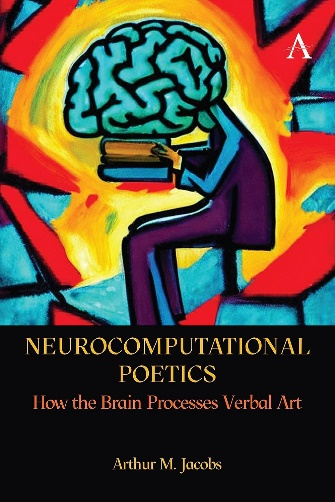 A
NEUROCOMPUTATIONAL
POETICS
How the Brain Processes Verbal Art
Arthur M. Jacobs